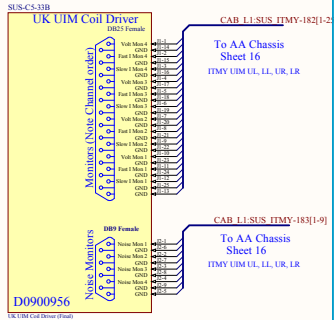 SUS-C5-33B
UK UIM Coil Driver
DB25 Female
CAB_L1:SUS_ITMY-182[1-25
To AA Chassis
Sheet 16
ITMY UIM UL, LL, UR, LR
Monitors (Note Channel order)
Volt Mon 4
GND
Fast I Mon 4
GND
Slow I Mon 4
GND
Volt Mon 3
GND
Fast I Mon 3
GND
Slow I Mon 3
GND
Volt Mon 2
GND
Fast I Mon 2
GND
Slow I Mon 2
GND
Volt Mon 1
GND
Fast I Mon 1
GND
Slow I Mon 1
GND
GND
CAB_L1:SUS_ITMY-183[1-9]
DB9 Female
To AA Chassis
Sheet 16
ITMY UIM UL, LL, UR, LR
Noise Monitors
Noise Mon 1
GND
Noise Mon 2
GND
Noise Mon 3
GND
Noise Mon 4
GND
GND
D0900956
UK UIM Coil Driver (Final)